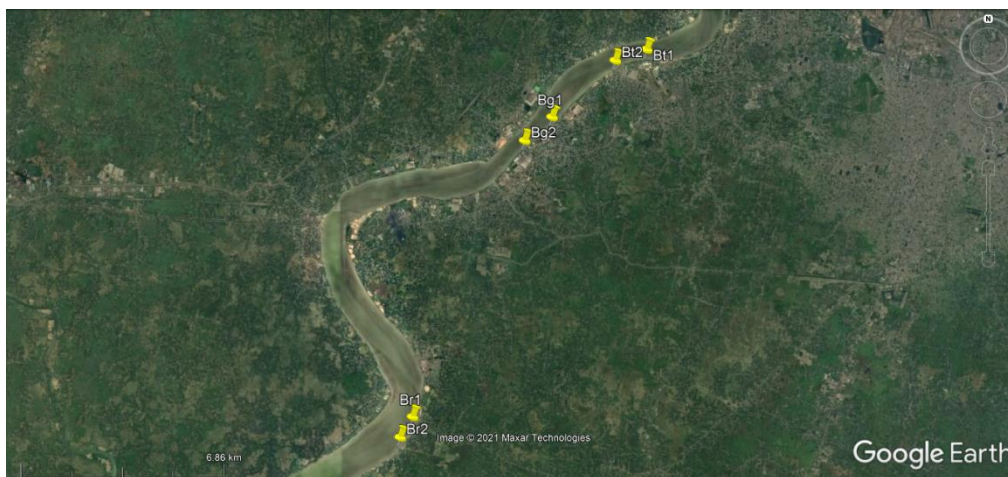 N
Bt2
Bt1
Bg1
Bg2
Br1
Br2
Image © 2021 Maxar Technologies
6.86 km
Google Earth